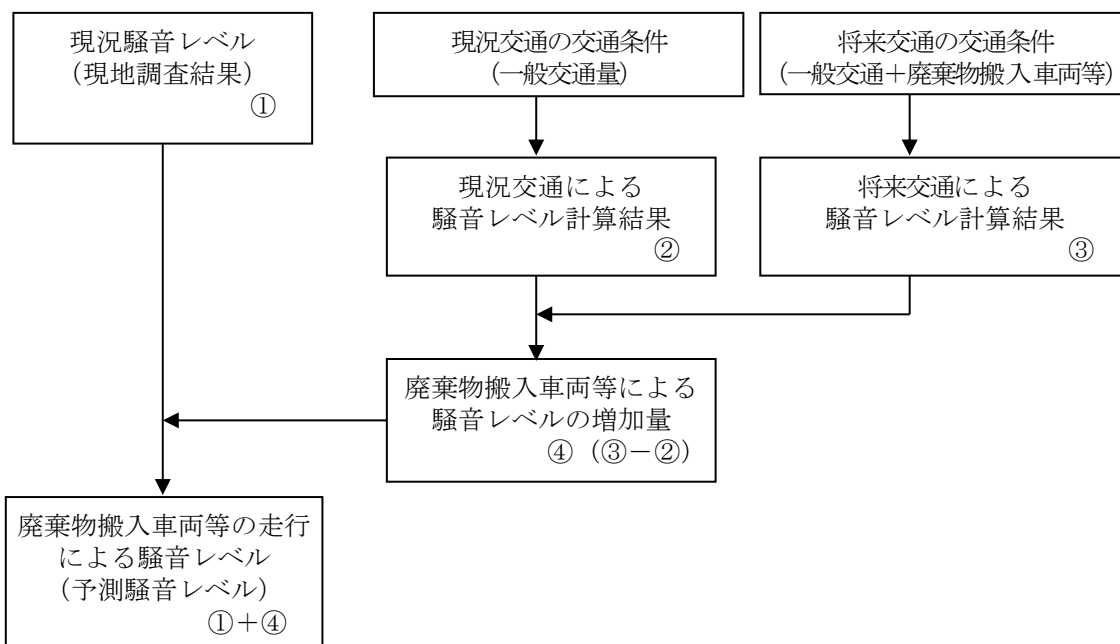 現況騒音レベル
（現地調査結果）
①
現況交通の交通条件
（一般交通量）
将来交通の交通条件
（一般交通＋廃棄物搬入車両等）
現況交通による
騒音レベル計算結果
②
将来交通による
騒音レベル計算結果
③
廃棄物搬入車両等による
騒音レベルの増加量
④（③－②）
廃棄物搬入車両等の走行
による騒音レベル
（予測騒音レベル）
①＋④